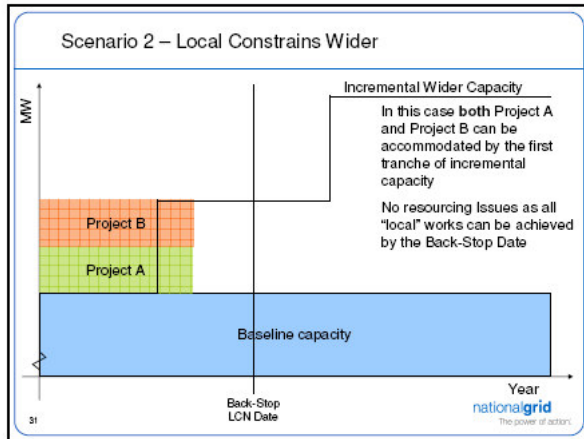 Scenario 2 – Local Constrains Wider
MW
Incremental Wider Capacity
In this case both Project A
and Project B can be
accommodated by the first
tranche of incremental
capacity
No resourcing Issues as all
"local" works can be achieved
by the Back-Stop Date
Project B
Project A
Baseline capacity
Year
Back-Stop
LCN Date
31
nationalgrid
The power of action.